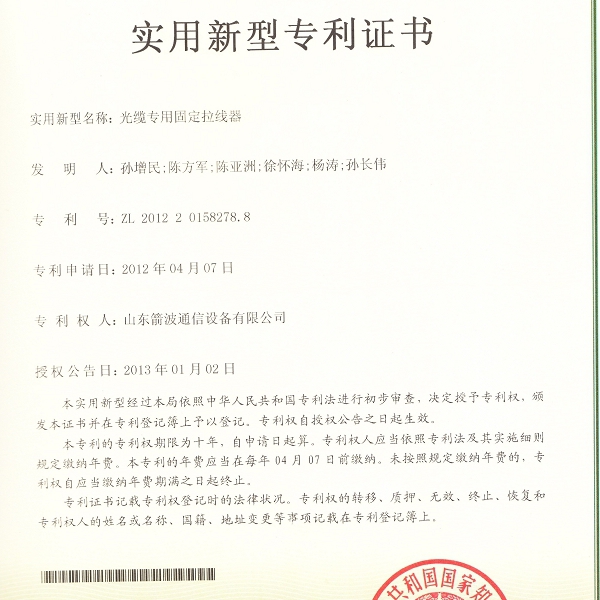 实用新型专利证书
实用新型名称：光缆专用固定拉线器
发 明 人：孙增民;陈方军;陈亚洲;徐怀海;杨涛;孙长伟
专 利 号：ZL 2012 2 0158278.8
专利申请日：2012 年 04 月 07 日
专 利 权 人：山东箭波通信设备有限公司
授权公告日：2013 年 01 月 02 日
本实用新型经过本局依照中华人民共和国专利法进行初步审查，决定授予专利权，颁
发本证书并在专利登记簿上予以登记。专利权自授权公告之日起生效。
本专利的专利权期限为十年，自申请日起算。专利权人应当依照专利法及其实施细则
规定缴纳年费。本专利的年费应当在每年 04 月 07 日前缴纳。未按照规定缴纳年费的，专
利权自应当缴纳年费期满之日起终止。
专利证书记载专利权登记时的法律状况。专利权的转移、质押、无效、终止、恢复和
专利权人的姓名或名称、国籍、地址变更等事项记载在专利登记簿上。
共和国国家知